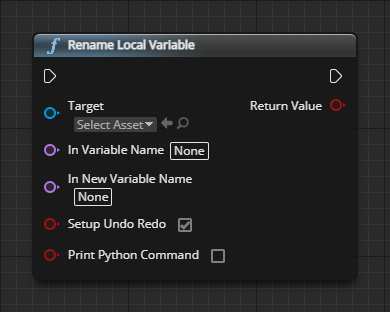 Rename Local Variable
Target
Return Value
Select Asset
In Variable Name None
In New Variable Name
None
Setup Undo Redo
Print Python Command